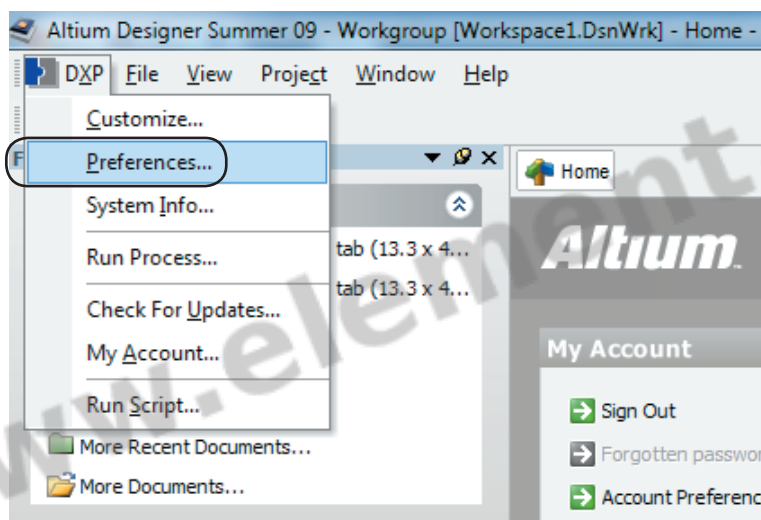 Altium Designer Summer 09 - Workgroup [Workspace1.DsnWrk] - Home -
DXP File View Project Window Help
Customize...
Preferences...
System Info...
Run Process...
Check For Updates...
My Account...
Run Script...
F
tab (13.3 x 4...
tab (13.3 x 4...
More Recent Documents...
More Documents...
Home
Altium
My Account
Sign Out
Forgotten passwor
Account Preferenc
www.element